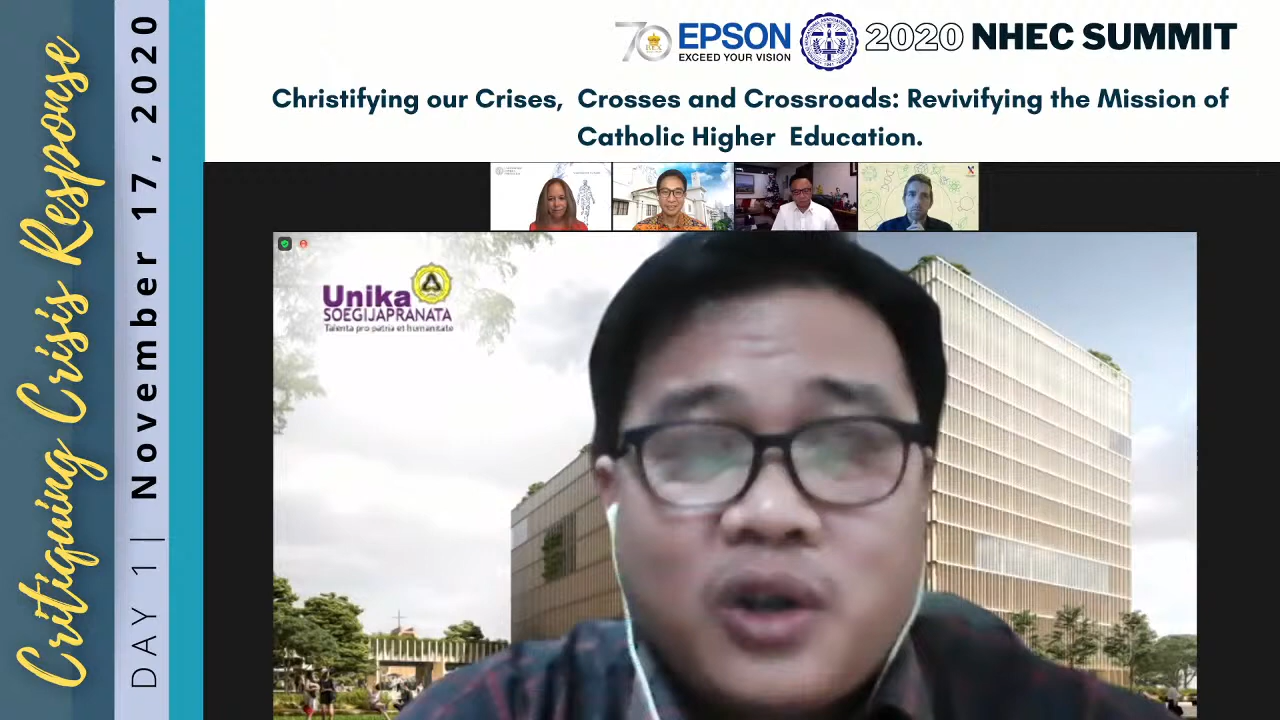 Critiquing Crisis Response
DAY 1 | November 17, 2020
70
REX
EPSON
EXCEED YOUR VISION
2020 NHEC SUMMIT
Christifying our Crises, Crosses and Crossroads: Revivifying the Mission of
Catholic Higher Education.
Unika
SOEGIJAPRANATA
Talenta pro patria et humanitate